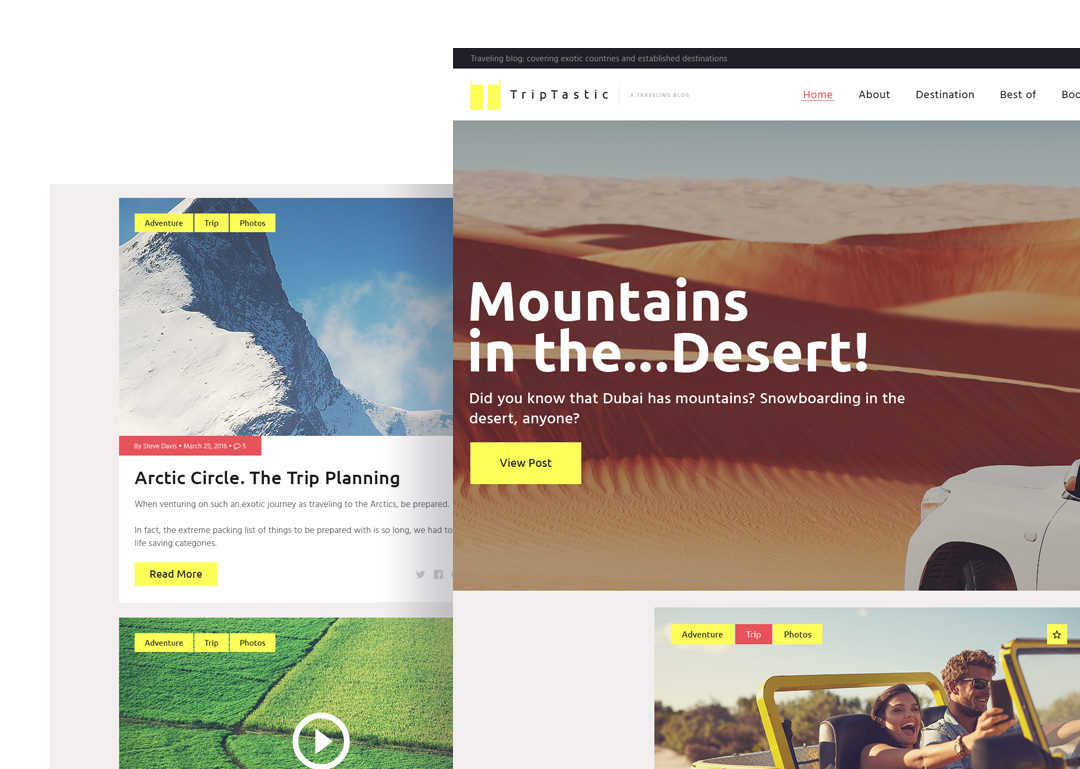 Traveling blog: covering exotic countries and established destinations
TripTastic
A TRAVELING BLOG
Home
About
Destination
Best of
Mountains
in the...Desert!
Did you know that Dubai has mountains? Snowboarding in the
desert, anyone?
View Post
Adventure
Trip
Photos
By Steve Davis • March 25, 2016 • 5
Arctic Circle. The Trip Planning
When venturing on such an exotic journey as traveling to the Arctics, be prepared.
In fact, the extreme packing list of things to be prepared with is so long, we had to
life saving categories.
Read More
Adventure
Trip
Photos
Adventure
Trip
Photos